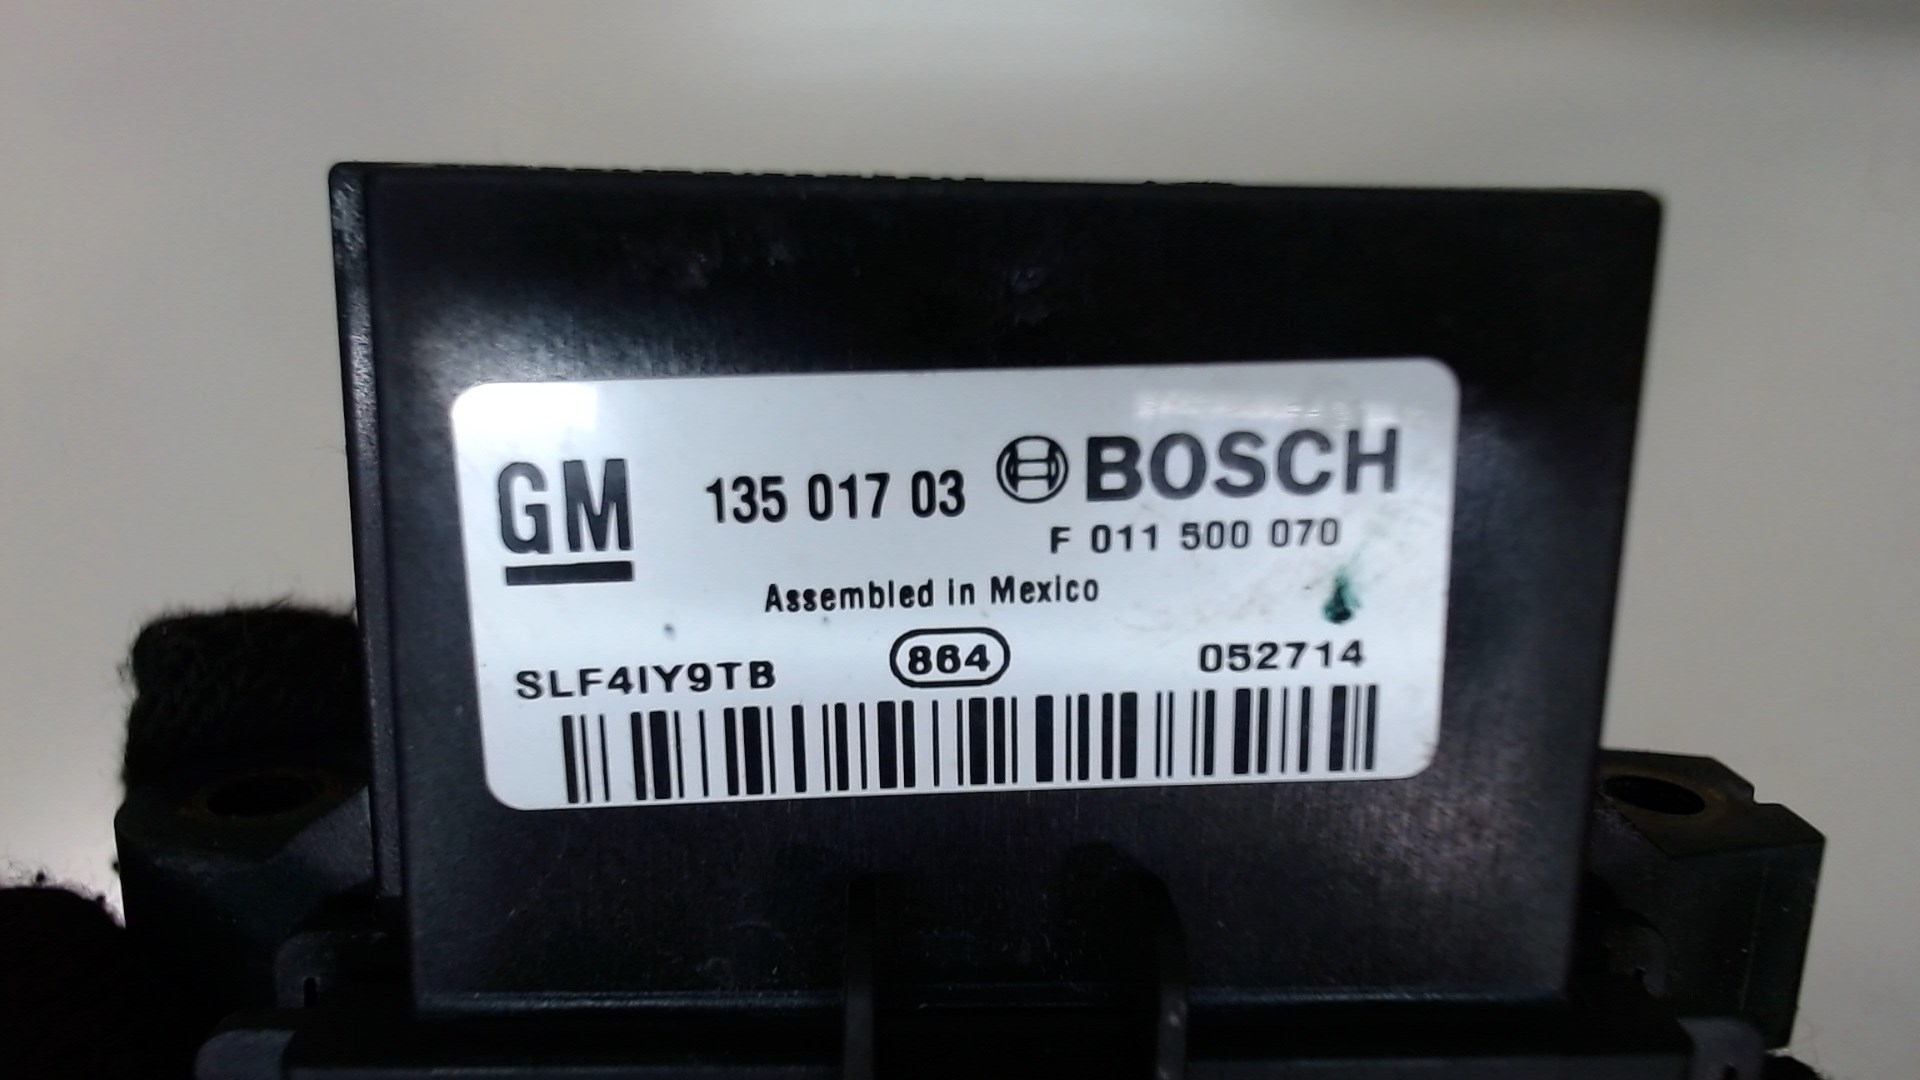 GM 135 017 03 BOSCH
F 011 500 070
Assembled in Mexico
SLF4IY9TB 864 052714